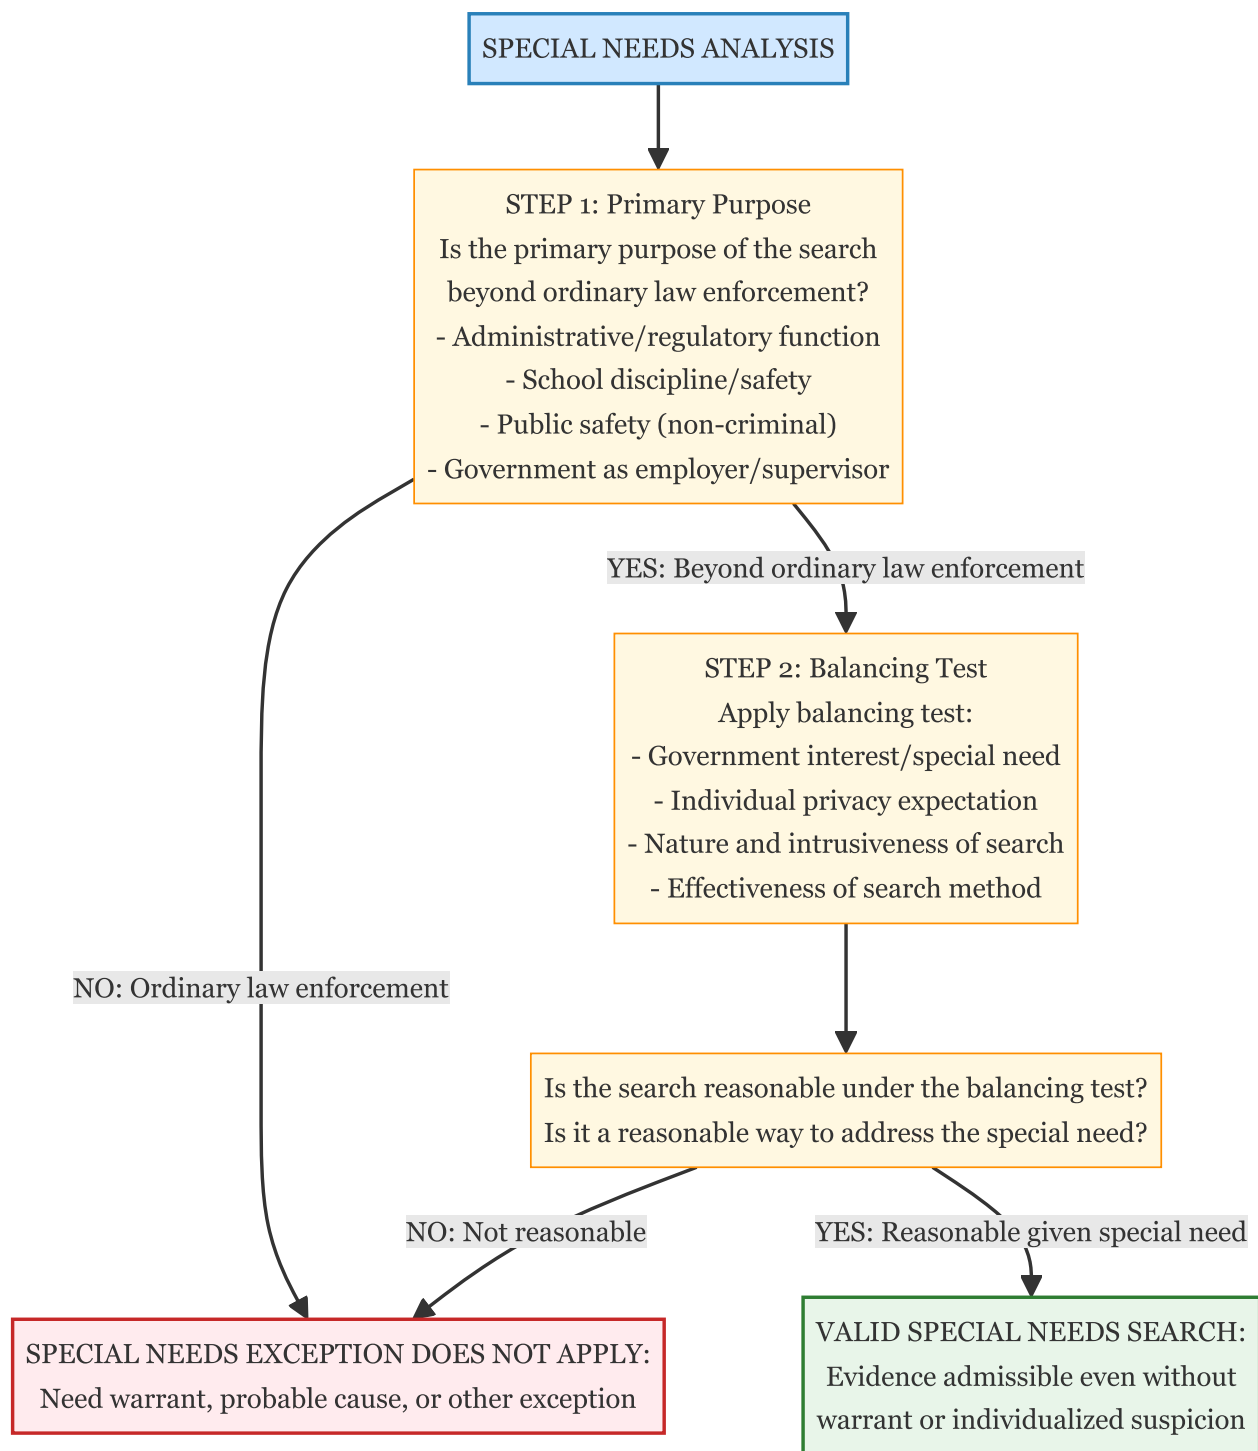 SPECIAL NEEDS ANALYSIS
STEP 1: Primary Purpose
Is the primary purpose of the search
beyond ordinary law enforcement?
- Administrative/regulatory function
- School discipline/safety
- Public safety (non-criminal)
- Government as employer/supervisor
YES: Beyond ordinary law enforcement
STEP 2: Balancing Test
Apply balancing test:
- Government interest/special need
- Individual privacy expectation
- Nature and intrusiveness of search
- Effectiveness of search method
NO: Ordinary law enforcement
Is the search reasonable under the balancing test?
Is it a reasonable way to address the special need?
NO: Not reasonable
YES: Reasonable given special need
SPECIAL NEEDS EXCEPTION DOES NOT APPLY:
Need warrant, probable cause, or other exception
VALID SPECIAL NEEDS SEARCH:
Evidence admissible even without
warrant or individualized suspicion